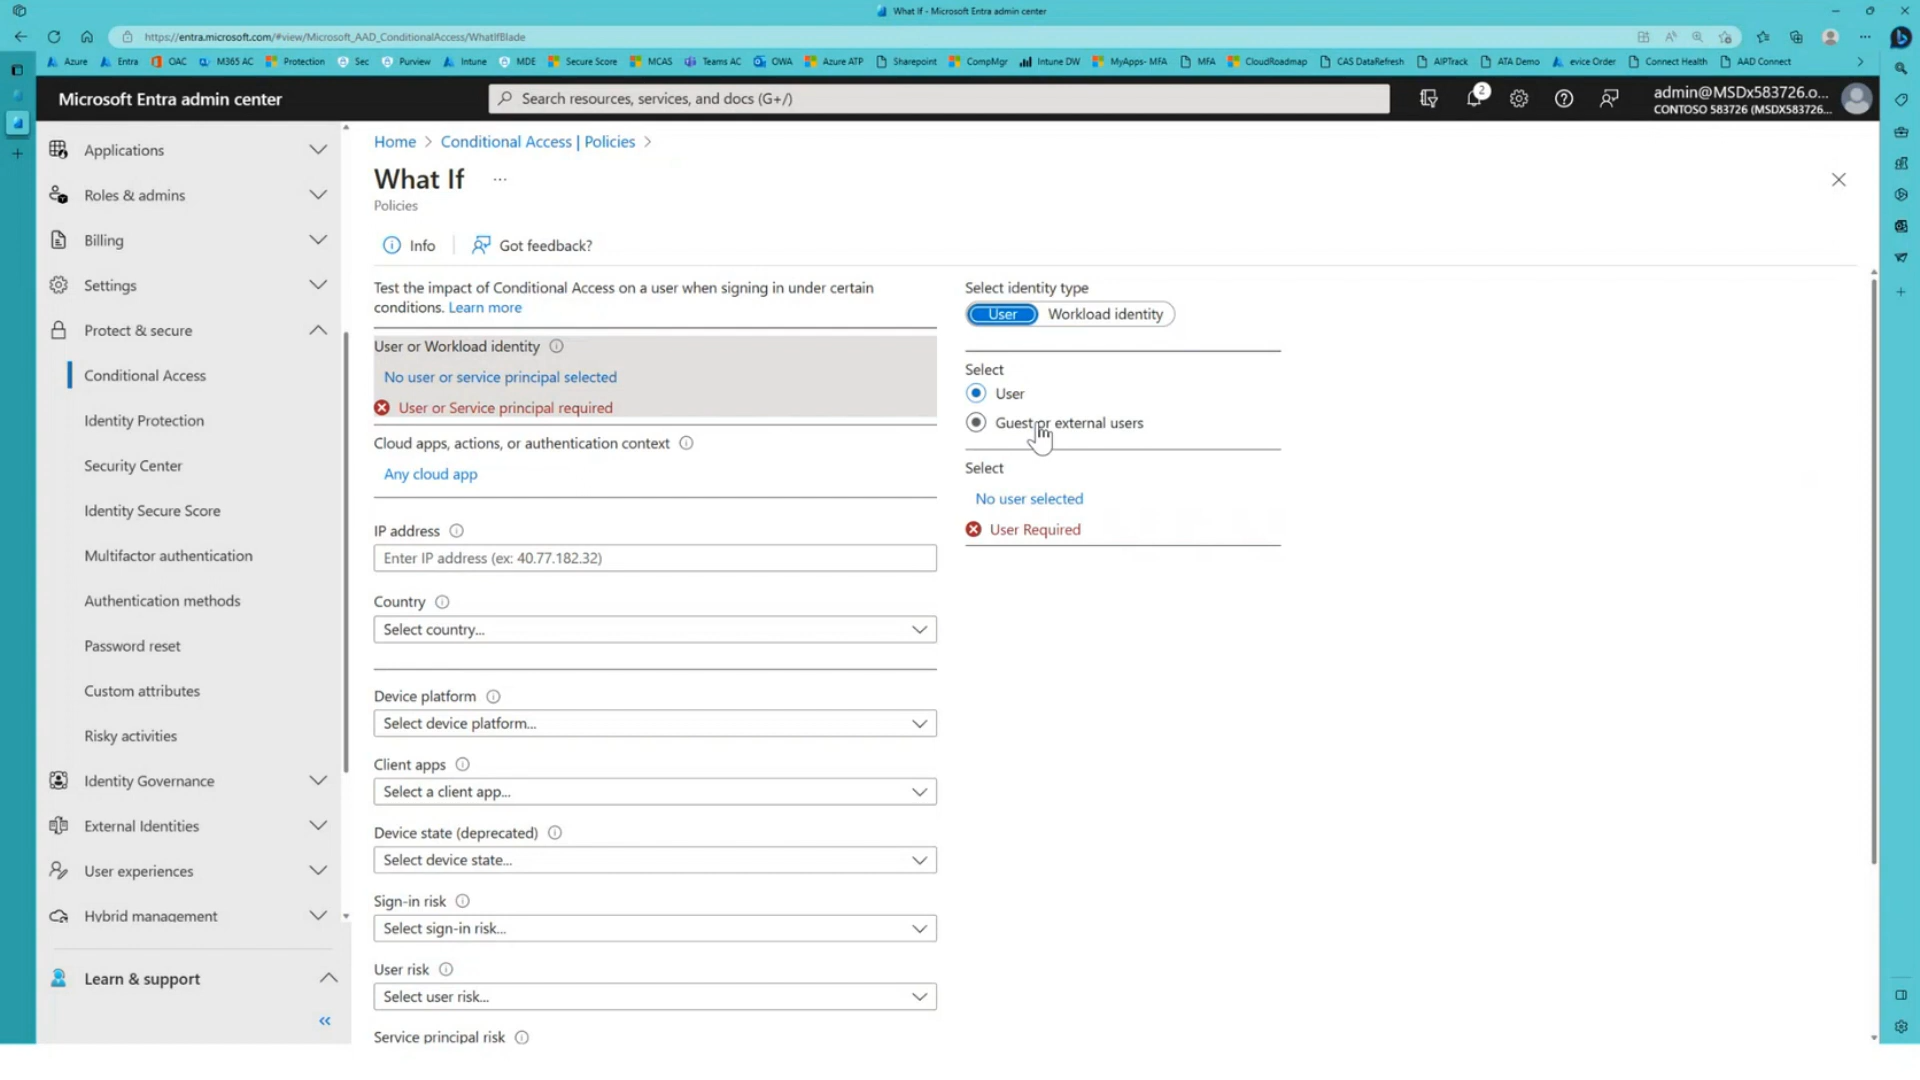 What If - Microsoft Entra admin center
https://entra.microsoft.com/#view/Microsoft_AAD_ConditionalAccess/WhatIfBlade
Azure Entra OAC M365 AC Protection Sec Purview Intune MDE Secure Score MCAS Teams AC OWA Azure ATP Sharepoint CompMgr Intune DW MyApps- MFA MFA CloudRoadmap CAS DataRefresh AIPTrack ATA Demo evice Order Connect Health AAD Connect
Microsoft Entra admin center
Search resources, services, and docs (G+/)
2
admin@MSDx583726.o...
CONTOSO 583726 (MSDX583726...
Applications
Roles & admins
Billing
Settings
Protect & secure
Conditional Access
Identity Protection
Security Center
Identity Secure Score
Multifactor authentication
Authentication methods
Password reset
Custom attributes
Risky activities
Identity Governance
External Identities
User experiences
Hybrid management
Learn & support
Home > Conditional Access | Policies >
What If ...
Policies
Info
Got feedback?
Test the impact of Conditional Access on a user when signing in under certain
conditions. Learn more
User or Workload identity
No user or service principal selected
User or Service principal required
Cloud apps, actions, or authentication context
Any cloud app
IP address
Enter IP address (ex: 40.77.182.32)
Country
Select country...
Device platform
Select device platform...
Client apps
Select a client app...
Device state (deprecated)
Select device state...
Sign-in risk
Select sign-in risk...
User risk
Select user risk...
Service principal risk
Select identity type
User Workload identity
Select
User
Guest or external users
Select
No user selected
User Required